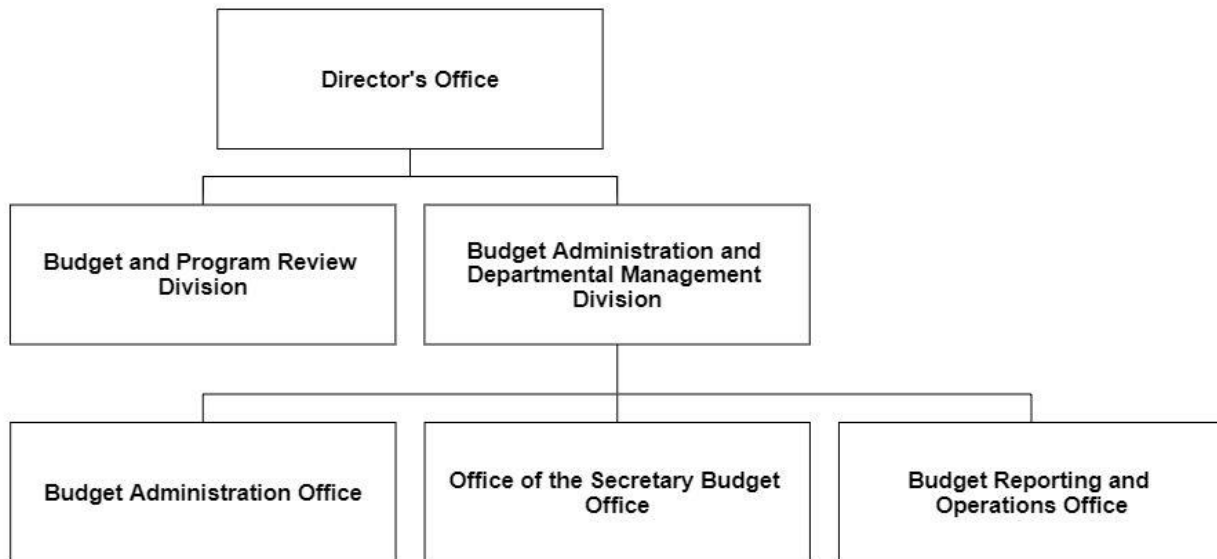 Director's Office
Budget and Program Review
Division
Budget Administration and
Departmental Management
Division
Budget Administration Office
Office of the Secretary Budget
Office
Budget Reporting and
Operations Office